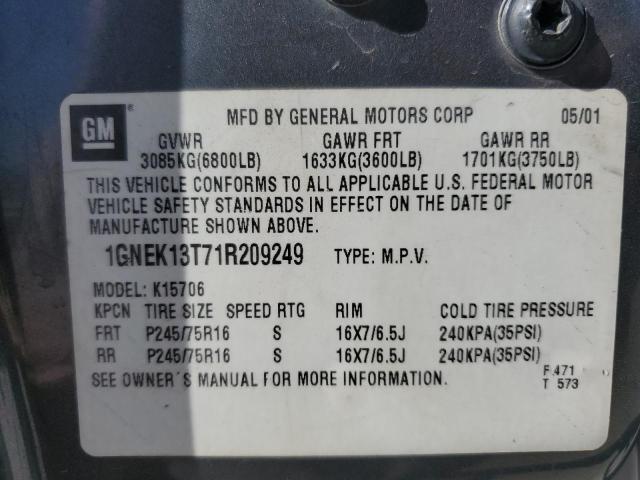 GM ® MFD BY GENERAL MOTORS CORP 05/01
GVWR GAWR FRT GAWR RR
3085KG(6800LB) 1633KG(3600LB) 1701KG(3750LB)
THIS VEHICLE CONFORMS TO ALL APPLICABLE U.S. FEDERAL MOTOR
VEHICLE SAFETY STANDARDS IN EFFECT ON THE DATE OF
MANUFACTURE SHOWN ABOVE.
1GNEK13T71R209249 TYPE: M.P.V.
MODEL: K15706
KPCN TIRE SIZE SPEED RTG RIM COLD TIRE PRESSURE
FRT P245/75R16 S 16X7/6.5J 240KPA(35PSI)
RR P245/75R16 S 16X7/6.5J 240KPA(35PSI)
SEE OWNER'S MANUAL FOR MORE INFORMATION.
F 471
T 573